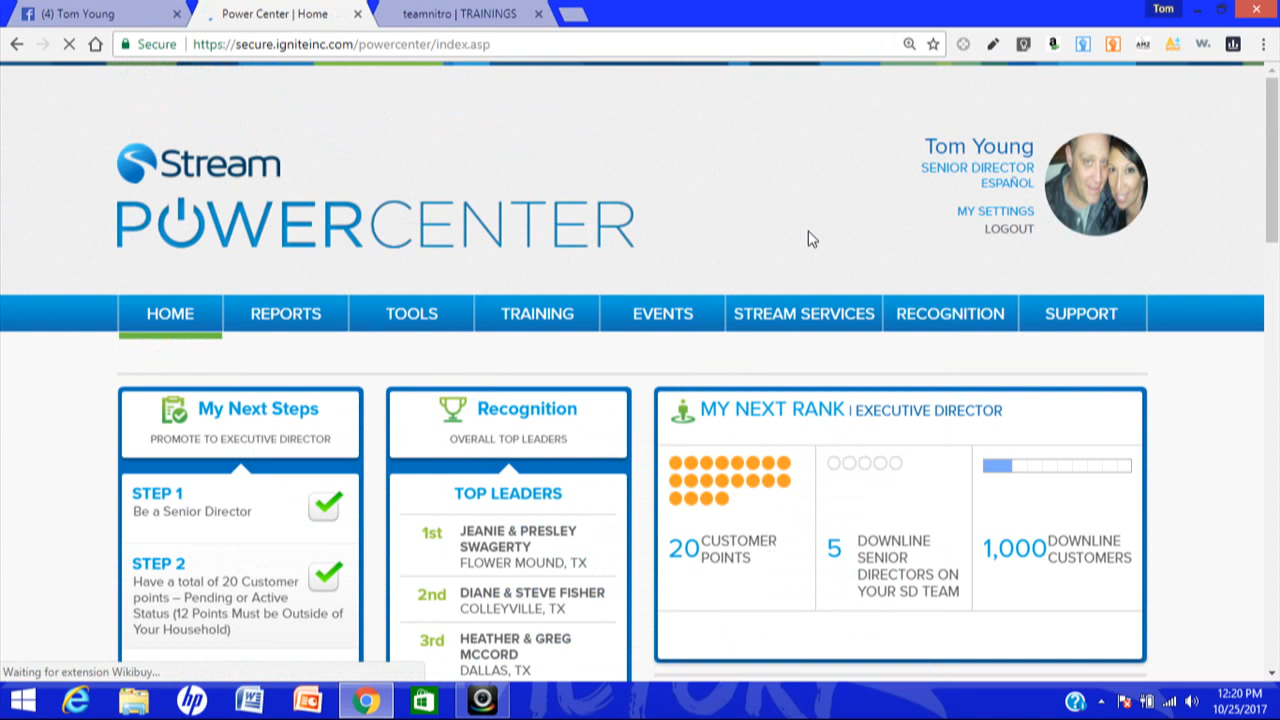 (4) Tom Young
Power Center | Home
teamnitro | TRAININGS
Tom
Secure
https://secure.igniteinc.com/powercenter/index.asp
Stream
POWERCENTER
Tom Young
SENIOR DIRECTOR
ESPAÑOL
MY SETTINGS
LOGOUT
HOME
REPORTS
TOOLS
TRAINING
EVENTS
STREAM SERVICES
RECOGNITION
SUPPORT
My Next Steps
PROMOTE TO EXECUTIVE DIRECTOR
STEP 1
Be a Senior Director
STEP 2
Have a total of 20 Customer
points – Pending or Active
Status (12 Points Must be Outside of
Your Household)
Recognition
OVERALL TOP LEADERS
TOP LEADERS
1st JEANIE & PRESLEY
SWAGERTY
FLOWER MOUND, TX
2nd DIANE & STEVE FISHER
COLLEYVILLE, TX
3rd HEATHER & GREG
MCCORD
DALLAS, TX
MY NEXT RANK | EXECUTIVE DIRECTOR
20 CUSTOMER
POINTS
5 DOWNLINE
SENIOR
DIRECTORS ON
YOUR SD TEAM
1,000 DOWNLINE
CUSTOMERS
Waiting for extension Wikibuy...
12:20 PM
10/25/2017